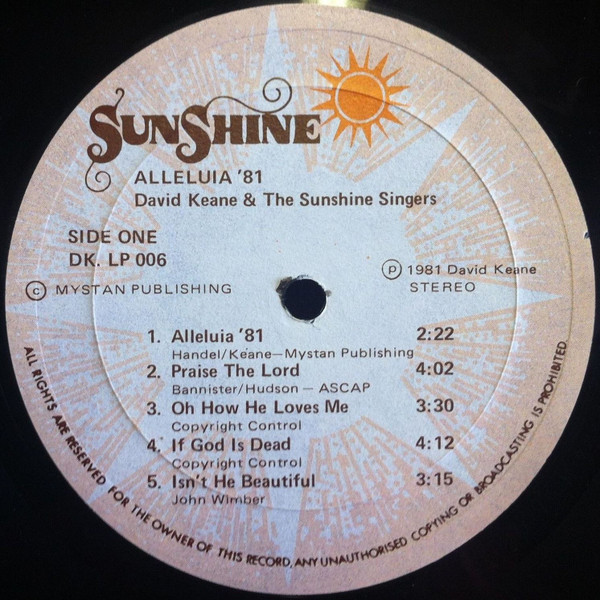 SUNSHINE
ALLELUIA '81
David Keane & The Sunshine Singers
SIDE ONE
DK. LP 006
Ⓟ 1981 David Keane
© MYSTAN PUBLISHING
STEREO
1. Alleluia '81 2:22
Handel/Keane—Mystan Publishing
2. Praise The Lord 4:02
Bannister/Hudson — ASCAP
3. Oh How He Loves Me 3:30
Copyright Control
4. If God Is Dead 4:12
Copyright Control
5. Isn't He Beautiful 3:15
John Wimber
ALL RIGHTS ARE RESERVED FOR THE OWNER OF THIS RECORD, ANY UNAUTHORISED COPYING OR BROADCASTING IS PROHIBITED